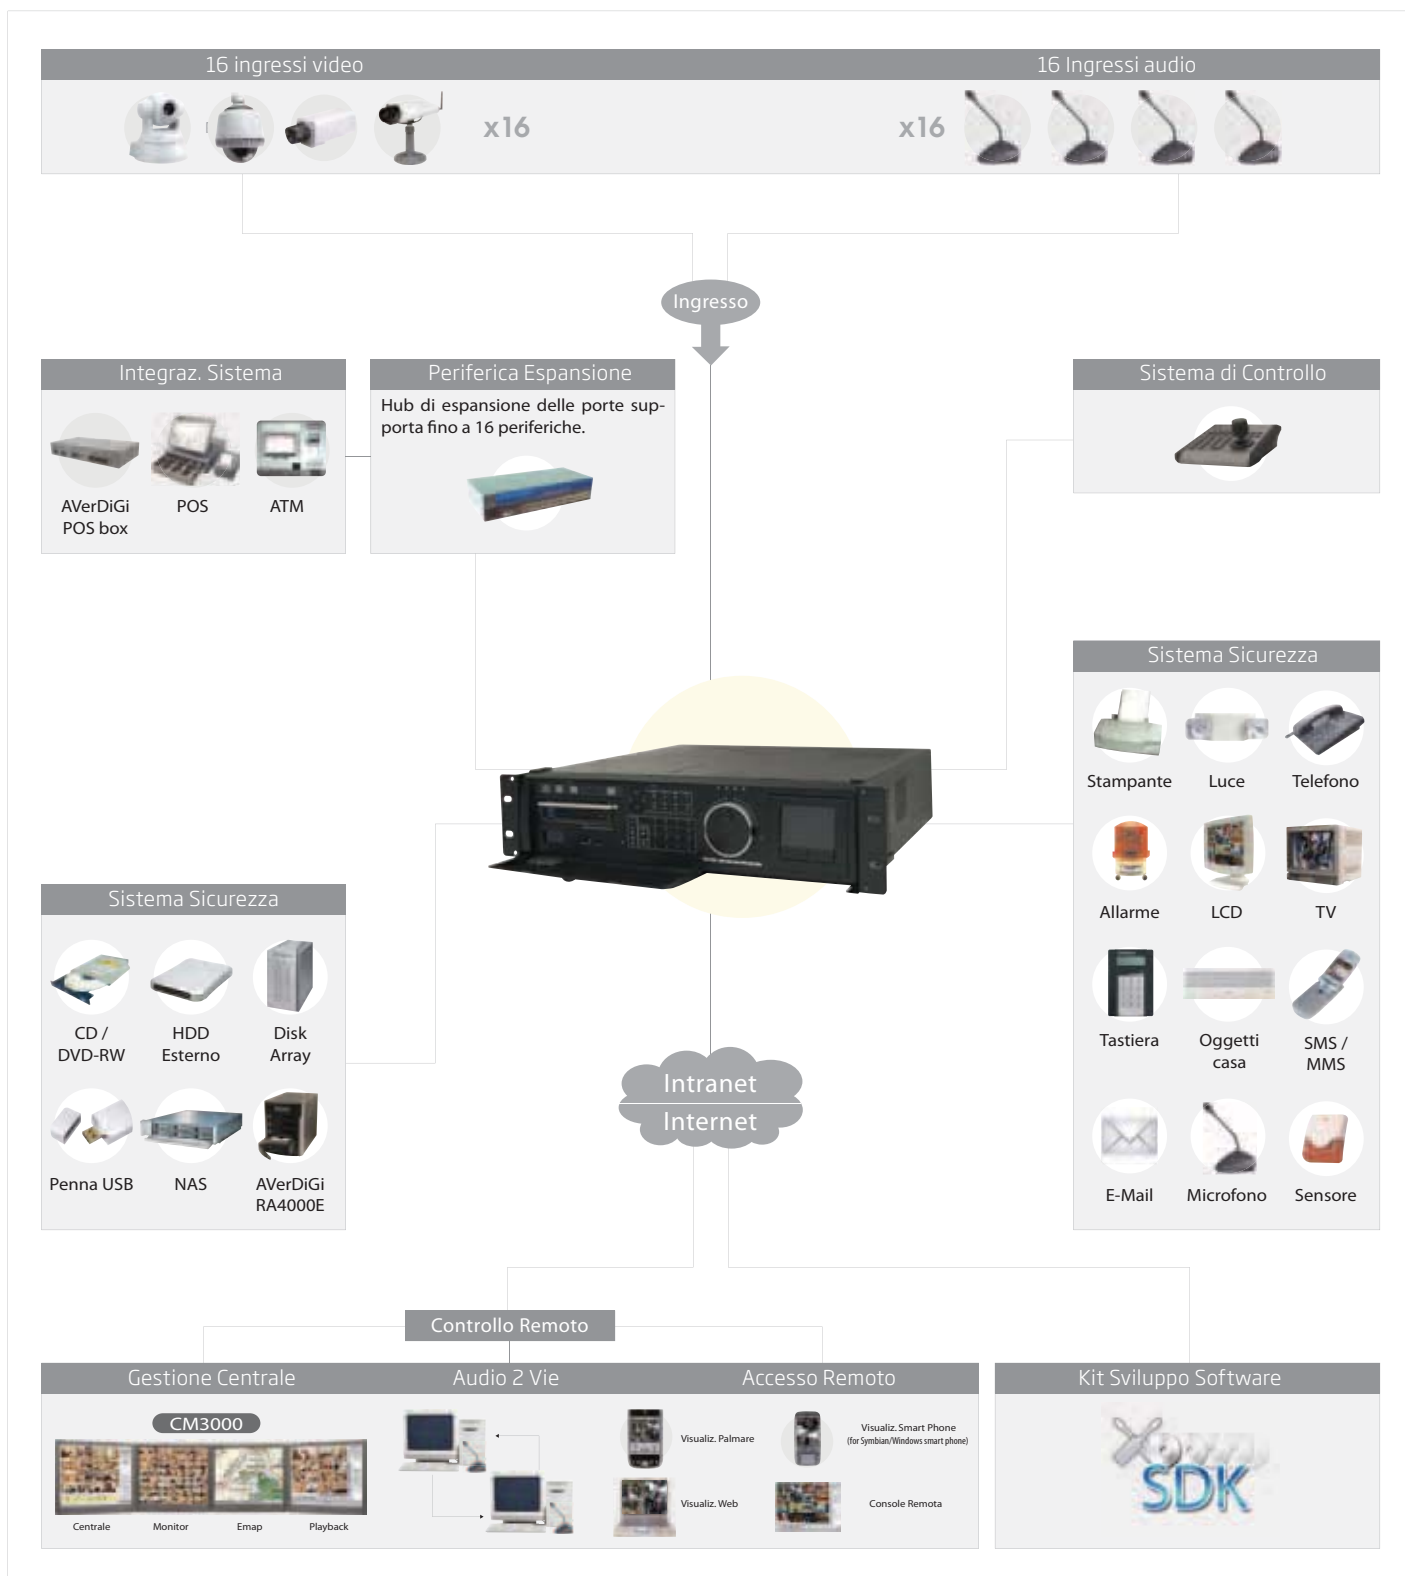 16 ingressi video
16 Ingressi audio
x16
x16
Ingresso
Integraz. Sistema
AVerDiGi
POS box
POS
ATM
Periferica Espansione
Hub di espansione delle porte sup-
porta fino a 16 periferiche.
Sistema di Controllo
Sistema Sicurezza
Stampante
Luce
Telefono
Allarme
LCD
TV
Tastiera
Oggetti
casa
SMS /
MMS
E-Mail
Microfono
Sensore
Sistema Sicurezza
CD /
DVD-RW
HDD
Esterno
Disk
Array
Penna USB
NAS
AVerDiGi
RA4000E
Intranet
Internet
Controllo Remoto
Gestione Centrale
Audio 2 Vie
Accesso Remoto
CM3000
Centrale
Monitor
Emap
Playback
Visualiz. Palmare
Visualiz. Smart Phone
(for Symbian/Windows smart phone)
Visualiz. Web
Console Remota
Kit Sviluppo Software
SDK